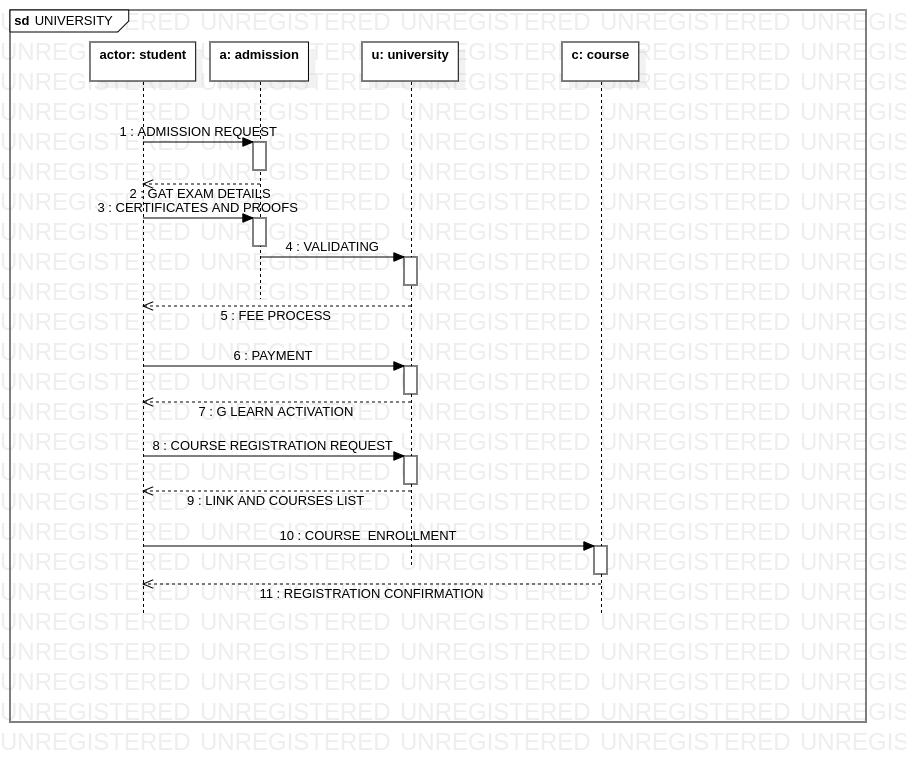 sd UNIVERSITY
actor: student
a: admission
u: university
c: course
1 : ADMISSION REQUEST
2 : GAT EXAM DETAILS
3 : CERTIFICATES AND PROOFS
4 : VALIDATING
5 : FEE PROCESS
6 : PAYMENT
7 : G LEARN ACTIVATION
8 : COURSE REGISTRATION REQUEST
9 : LINK AND COURSES LIST
10 : COURSE  ENROLLMENT
11 : REGISTRATION CONFIRMATION
UNREGISTERED UNREGISTERED UNREGISTERED UNREGISTERED UNREGIS